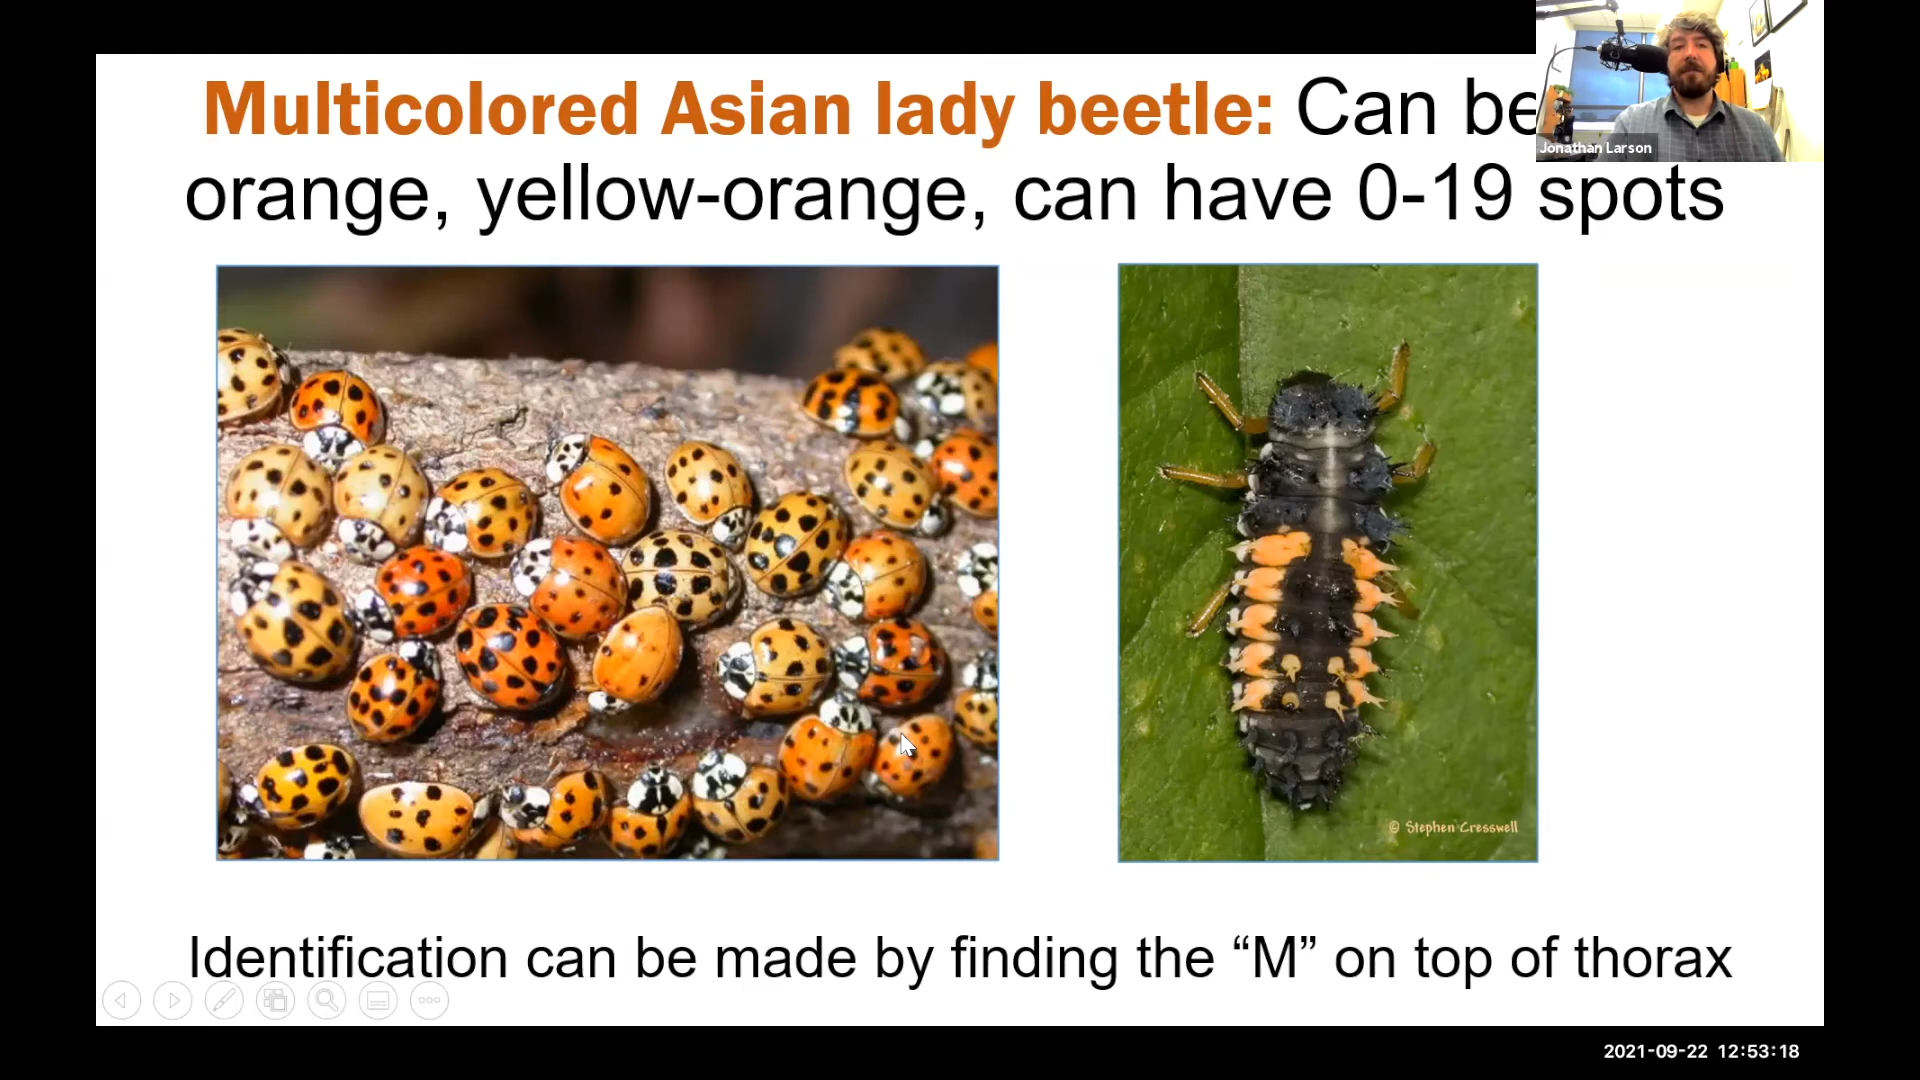 Multicolored Asian lady beetle: Can be
orange, yellow-orange, can have 0-19 spots
Jonathan Larson
© Stephen Cresswell
Identification can be made by finding the “M” on top of thorax
2021-09-22 12:53:18